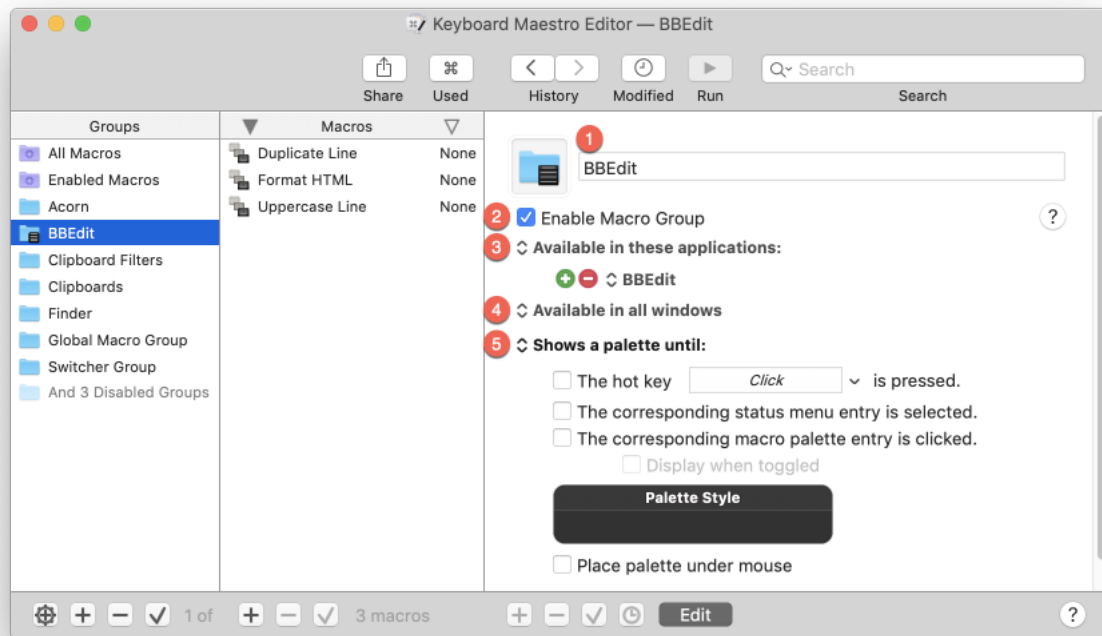 Keyboard Maestro Editor — BBEdit
Search
Share Used History Modified Run Search
Groups
All Macros
Enabled Macros
Acorn
BBEdit
Clipboard Filters
Clipboards
Finder
Global Macro Group
Switcher Group
And 3 Disabled Groups
Macros
Duplicate Line None
Format HTML None
Uppercase Line None
1
BBEdit
2 Enable Macro Group ?
3 Available in these applications:
BBEdit
4 Available in all windows
5 Shows a palette until:
The hot key Click is pressed.
The corresponding status menu entry is selected.
The corresponding macro palette entry is clicked.
Display when toggled
Palette Style
Place palette under mouse
1 of 3 macros Edit ?